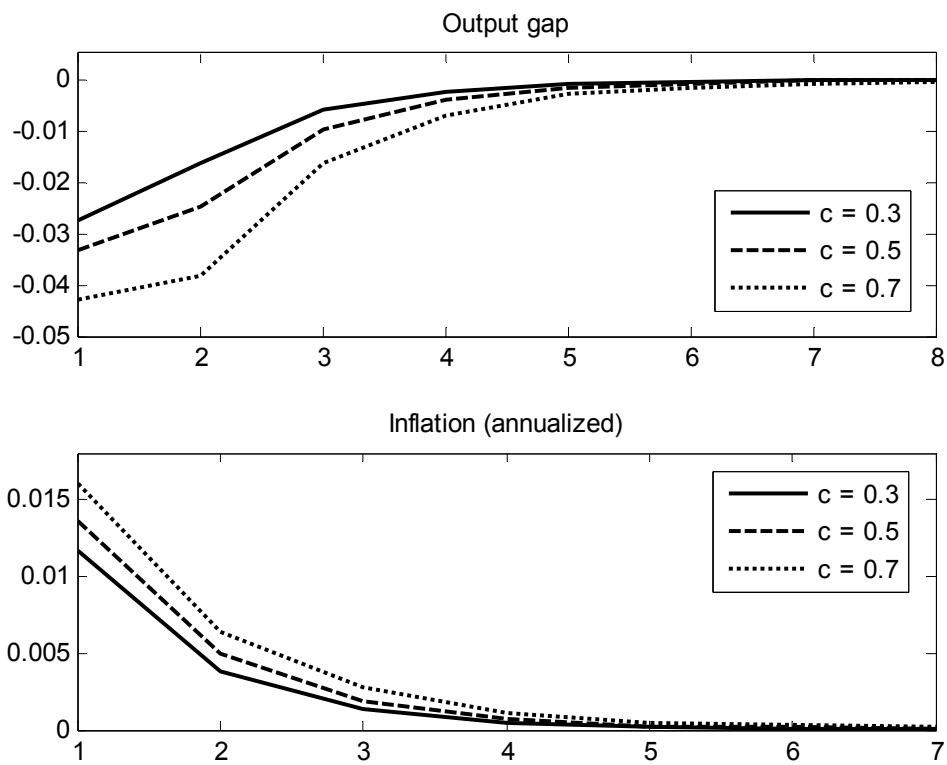 Output gap
0
-0.01
-0.02
-0.03
-0.04
-0.05
c = 0.3
c = 0.5
c = 0.7
1 2 3 4 5 6 7 8
Inflation (annualized)
0.015
0.01
0.005
0
c = 0.3
c = 0.5
c = 0.7
1 2 3 4 5 6 7